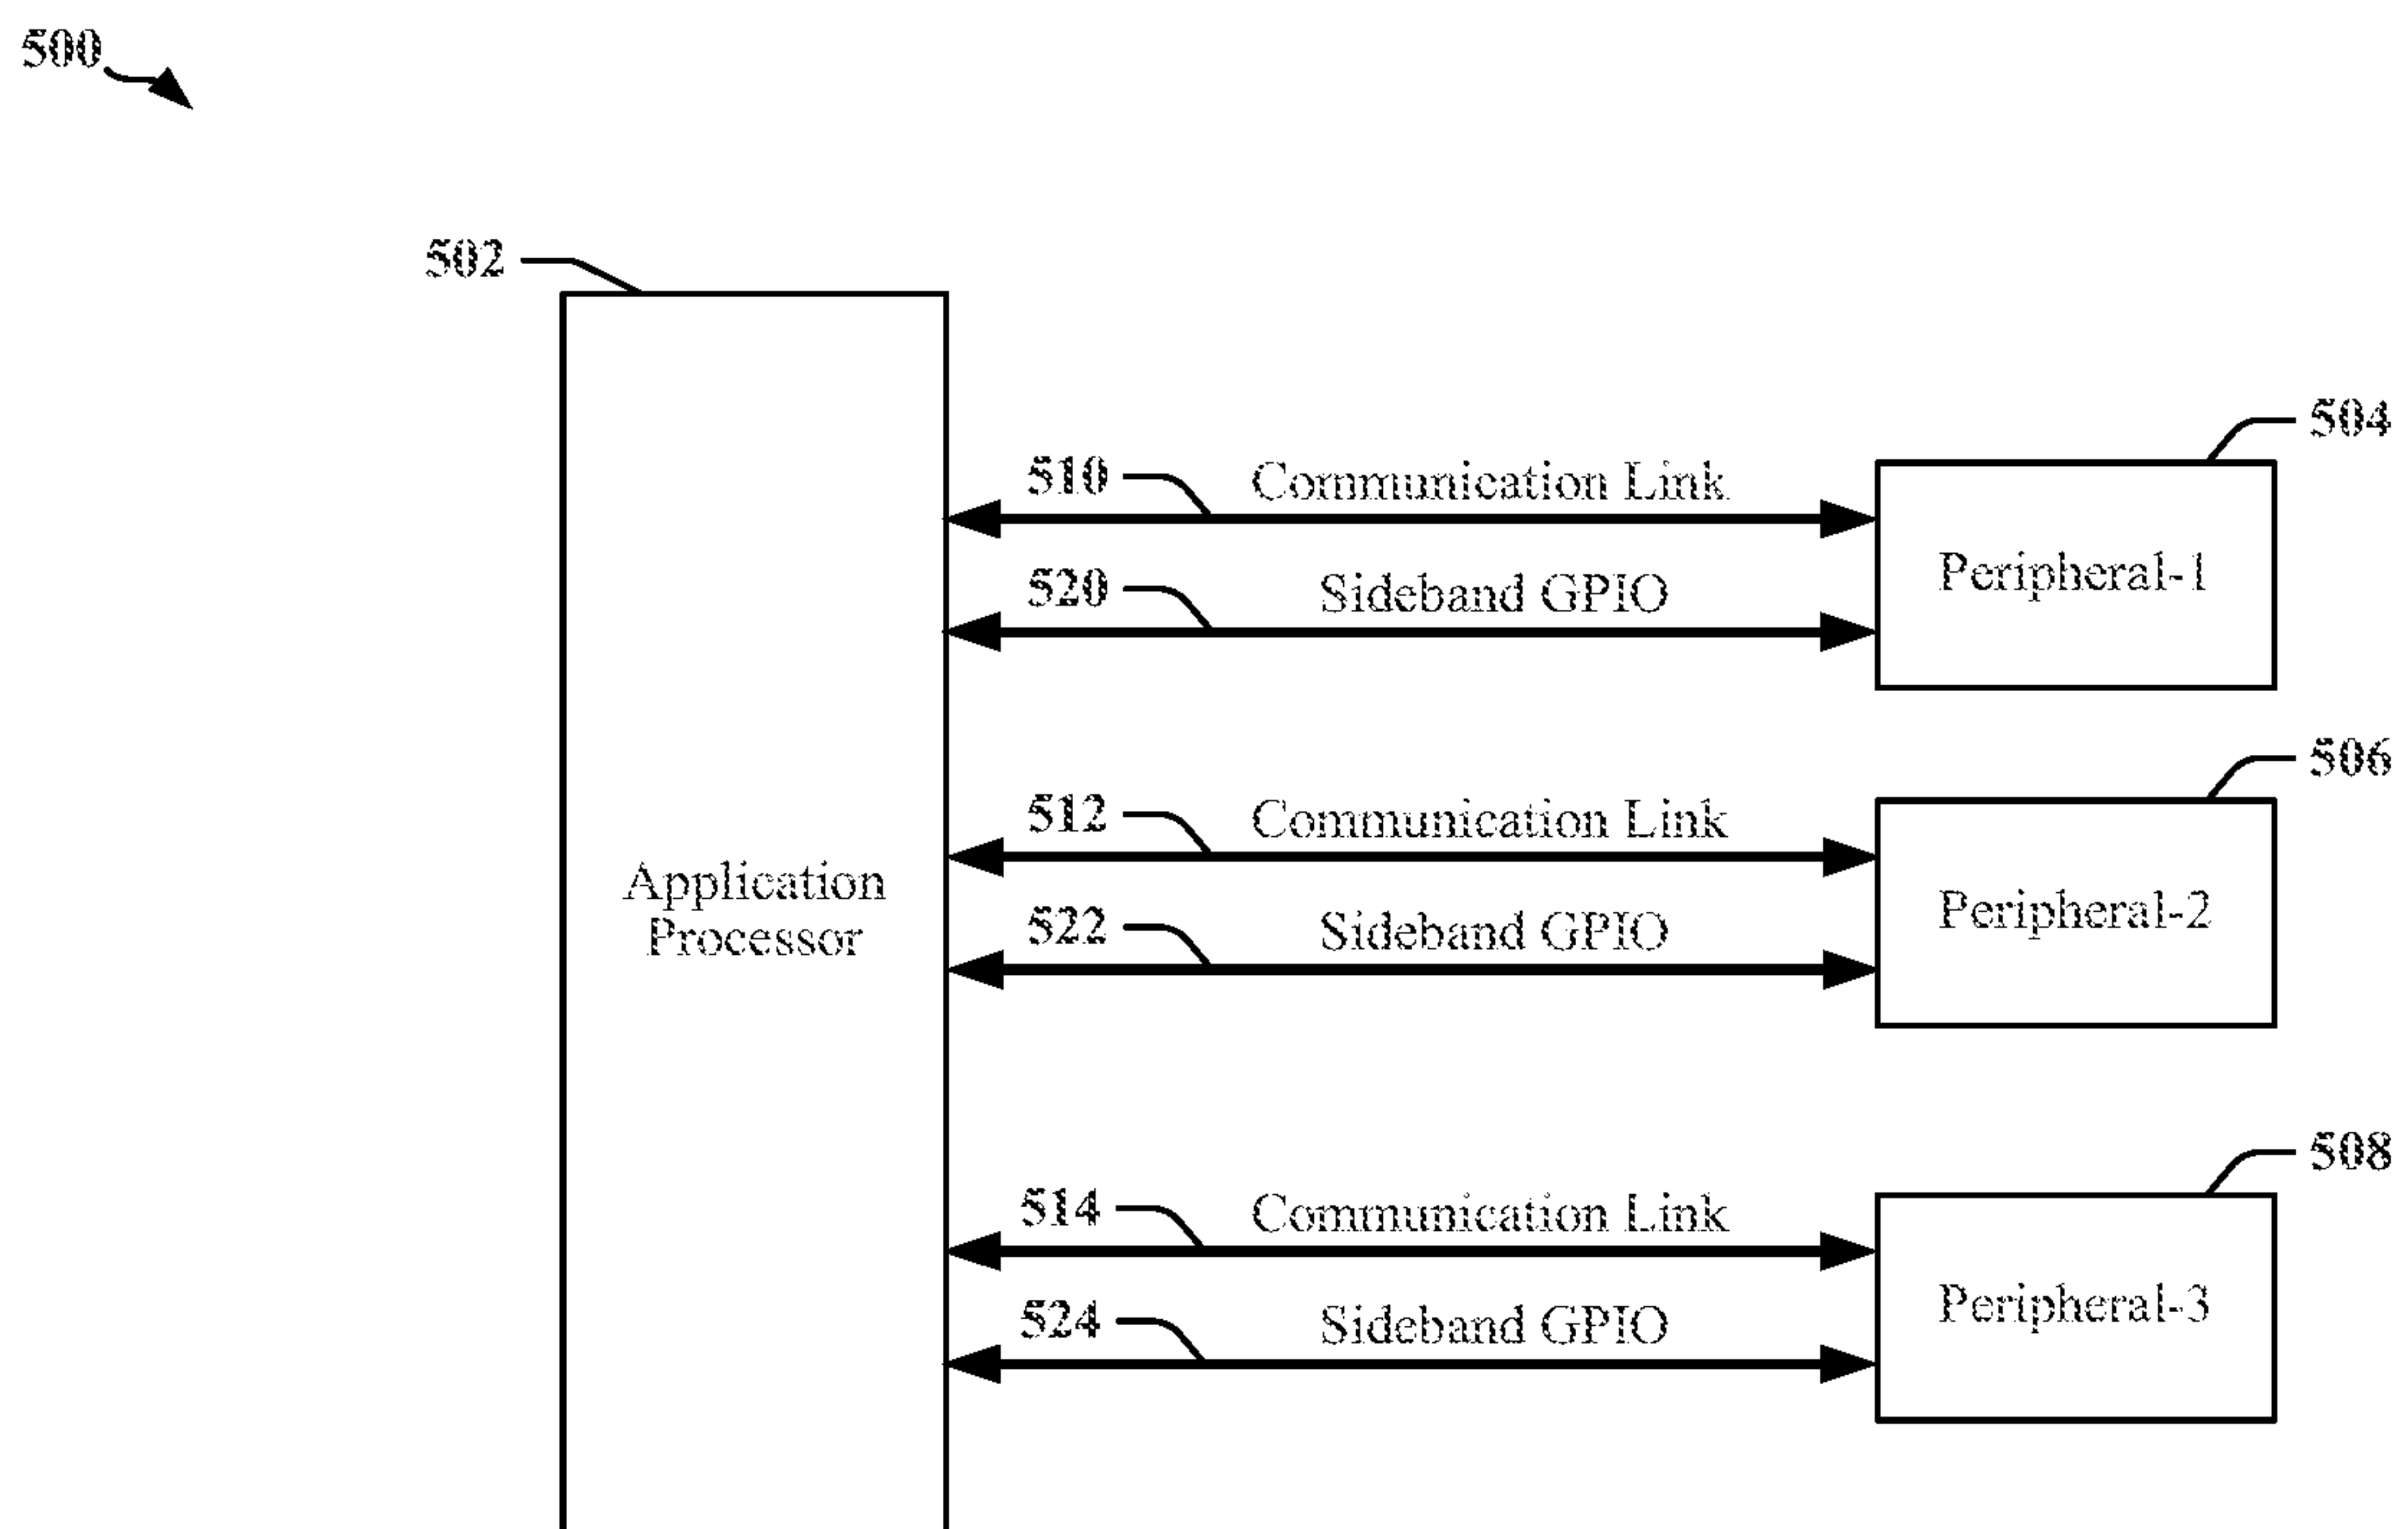 500
502
504
510 Communication Link
520 Sideband GPIO
Peripheral-1
506
512 Communication Link
Application
Processor
522 Sideband GPIO
Peripheral-2
508
514 Communication Link
524 Sideband GPIO
Peripheral-3